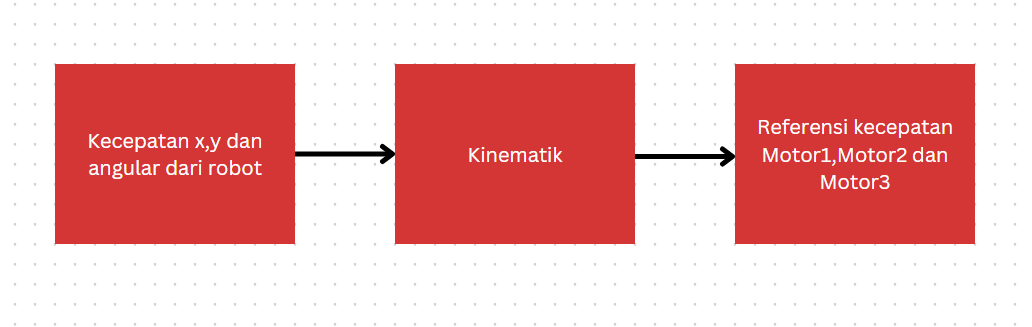 Kecepatan x,y dan
angular dari robot
Kinematik
Referensi kecepatan
Motor1,Motor2 dan
Motor3